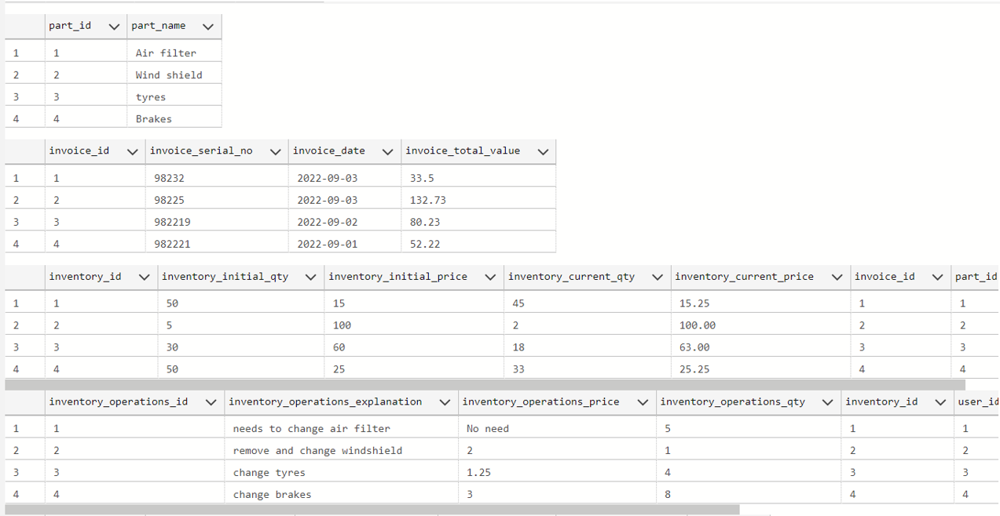 part_id part_name
1 1 Air filter
2 2 Wind shield
3 3 tyres
4 4 Brakes
invoice_id invoice_serial_no invoice_date invoice_total_value
1 1 98232 2022-09-03 33.5
2 2 98225 2022-09-03 132.73
3 3 982219 2022-09-02 80.23
4 4 982221 2022-09-01 52.22
inventory_id inventory_initial_qty inventory_initial_price inventory_current_qty inventory_current_price invoice_id part_id
1 1 50 15 45 15.25 1 1
2 2 5 100 2 100.00 2 2
3 3 30 60 18 63.00 3 3
4 4 50 25 33 25.25 4 4
inventory_operations_id inventory_operations_explanation inventory_operations_price inventory_operations_qty inventory_id user_id
1 1 needs to change air filter No need 5 1 1
2 2 remove and change windshield 2 1 2 2
3 3 change tyres 1.25 4 3 3
4 4 change brakes 3 8 4 4